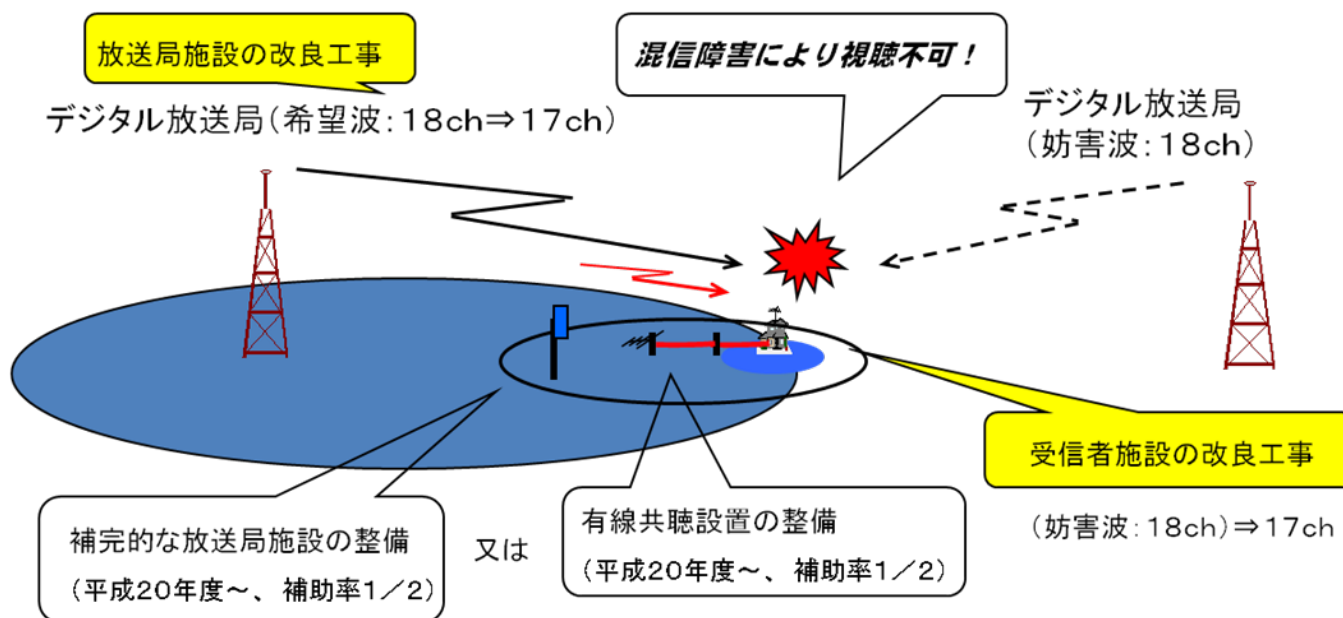 放送局施設の改良工事
混信障害により視聴不可！
デジタル放送局（希望波：18ch⇒17ch）
デジタル放送局
（妨害波：18ch）
受信者施設の改良工事
（妨害波：18ch）⇒17ch
補完的な放送局施設の整備
（平成20年度～、補助率1／2）
又は
有線共聴設置の整備
（平成20年度～、補助率1／2）